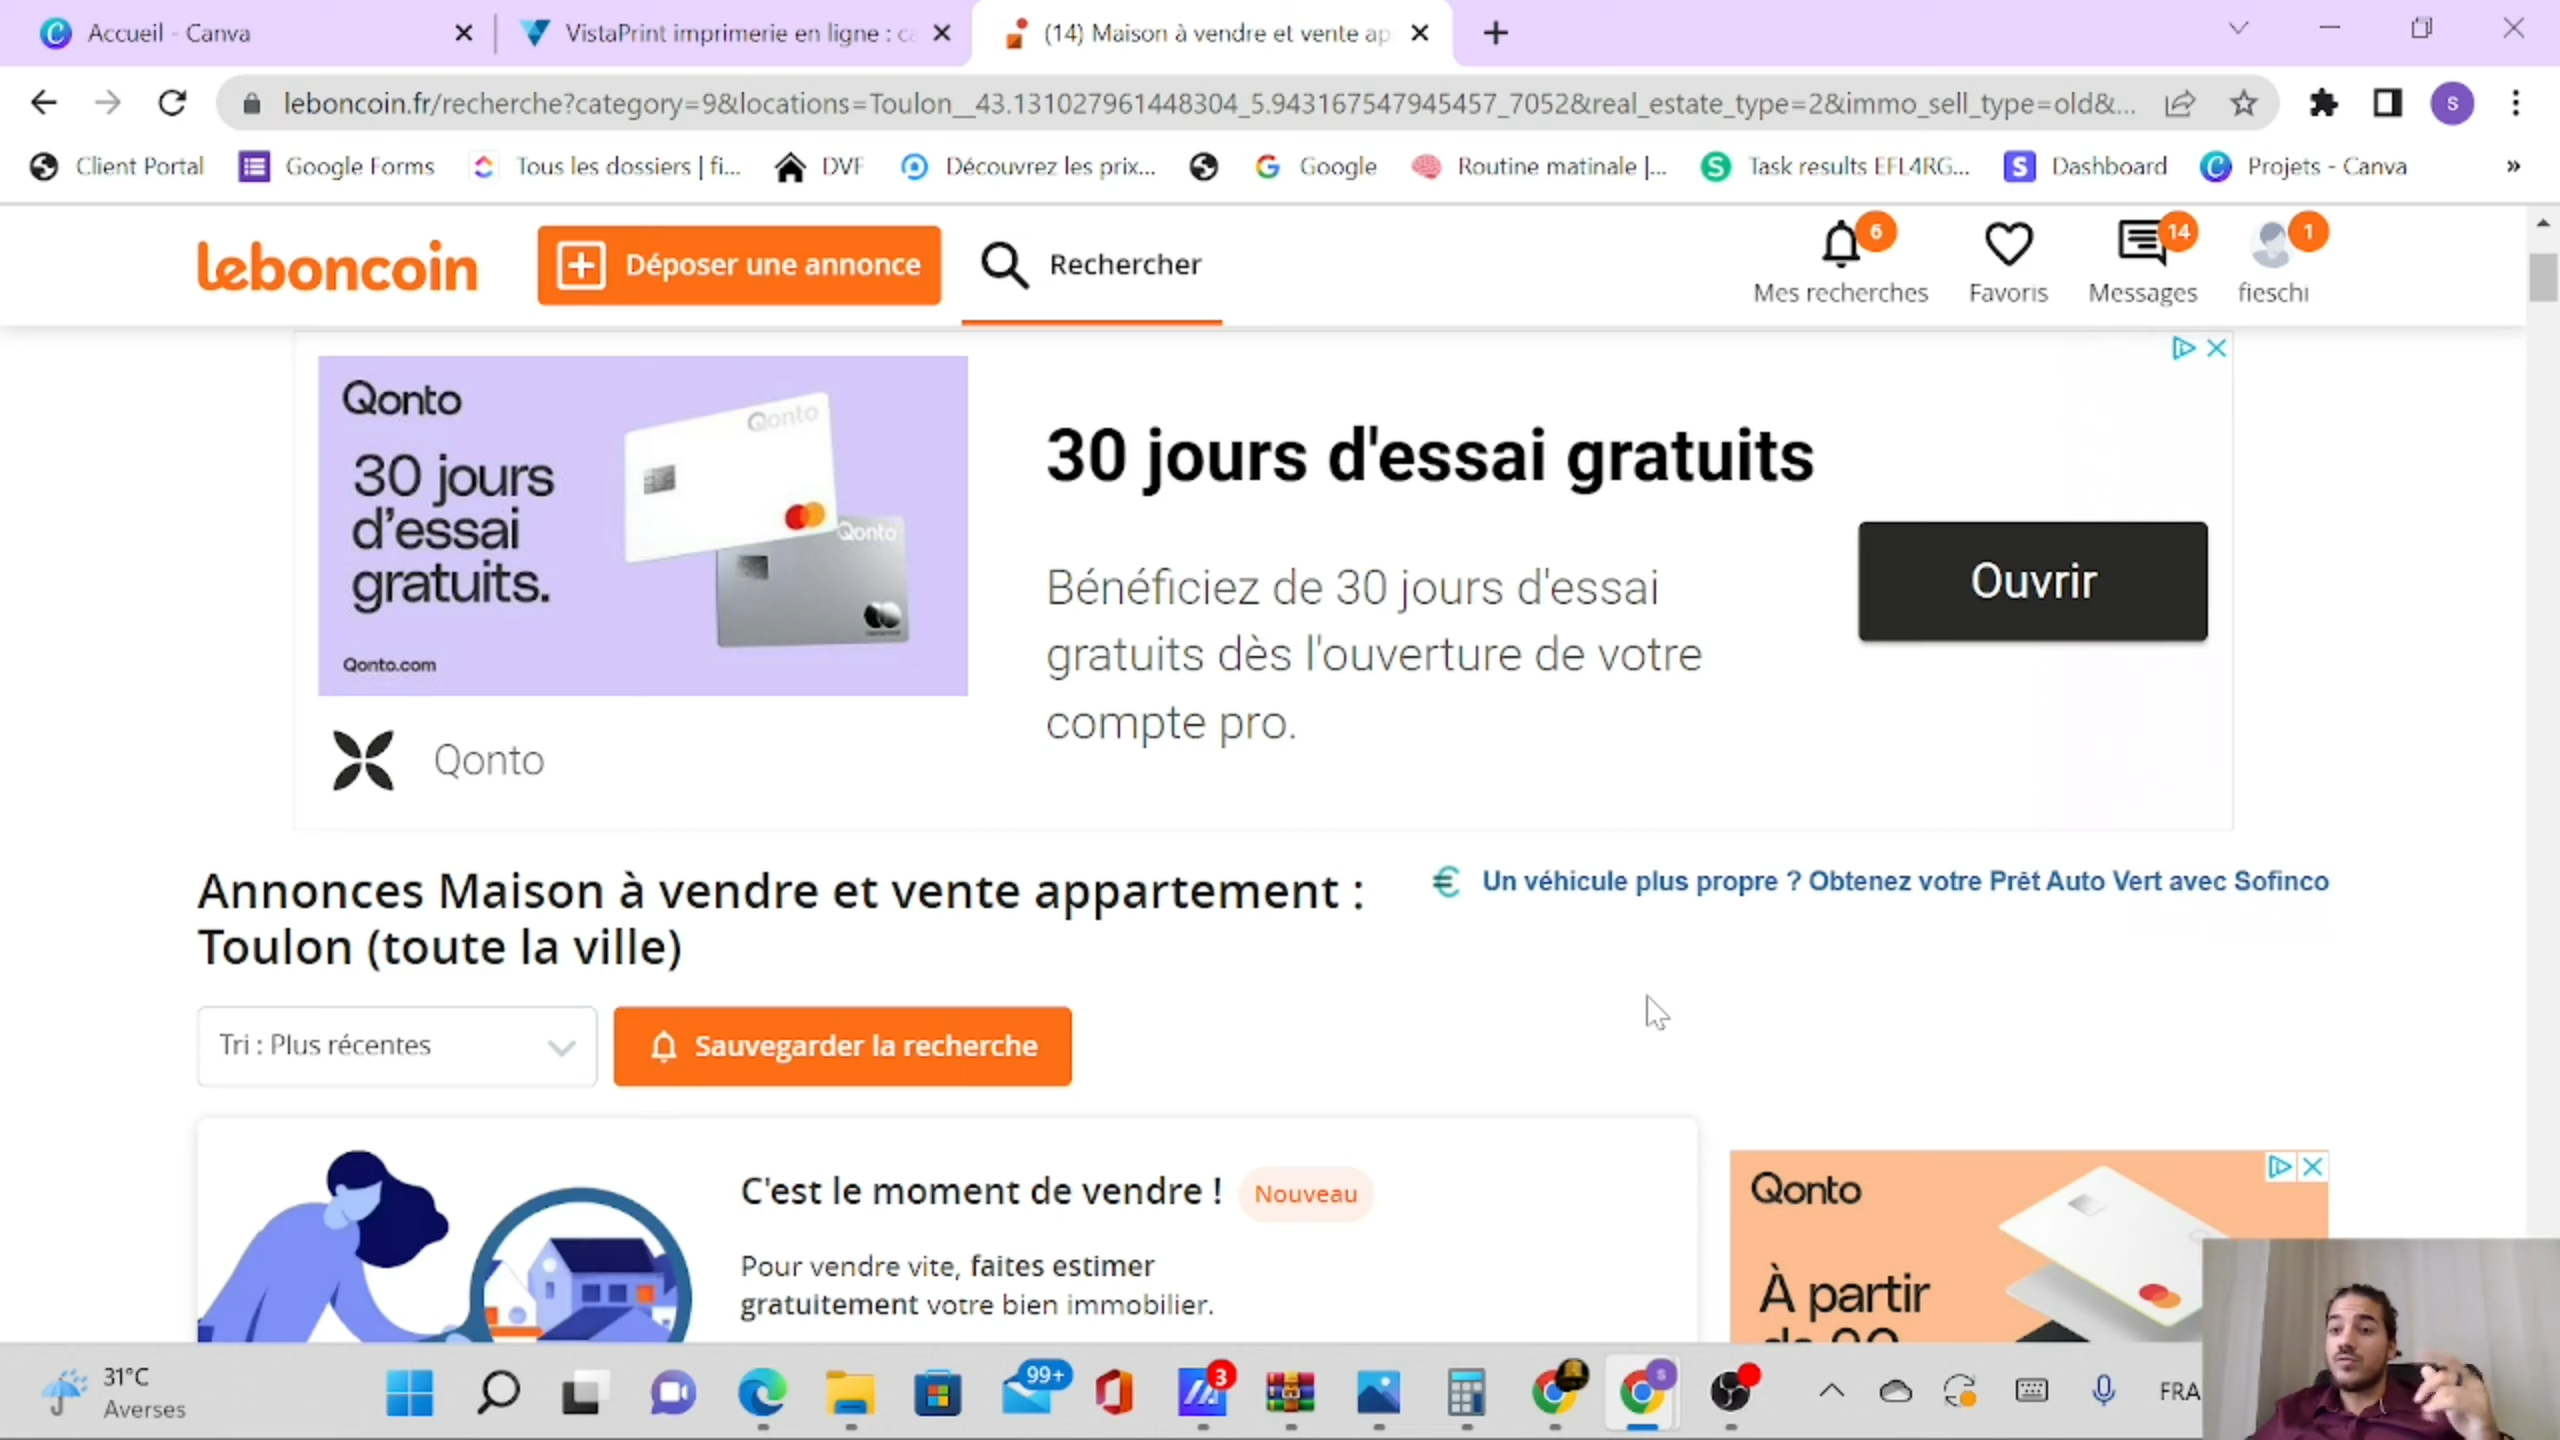 Accueil - Canva
VistaPrint imprimerie en ligne : ca
(14) Maison à vendre et vente ap
leboncoin.fr/recherche?category=9&locations=Toulon__43.131027961448304_5.943167547945457_7052&real_estate_type=2&immo_sell_type=old&...
S
Client Portal
Google Forms
Tous les dossiers | fi...
DVF
Découvrez les prix...
Google
Routine matinale |...
Task results EFL4RG...
Dashboard
Projets - Canva
»
leboncoin
Déposer une annonce
Rechercher
6
Mes recherches
Favoris
14
Messages
1
fieschi
Qonto
30 jours
d'essai
gratuits.
Qonto.com
Qonto
Qonto
Qonto
30 jours d'essai gratuits
Bénéficiez de 30 jours d'essai
gratuits dès l'ouverture de votre
compte pro.
Ouvrir
Annonces Maison à vendre et vente appartement :
Toulon (toute la ville)
€ Un véhicule plus propre ? Obtenez votre Prêt Auto Vert avec Sofinco
Tri : Plus récentes
Sauvegarder la recherche
C'est le moment de vendre !
Nouveau
Pour vendre vite, faites estimer
gratuitement votre bien immobilier.
Qonto
À partir
31°C
Averses
99+
3
S
FRA